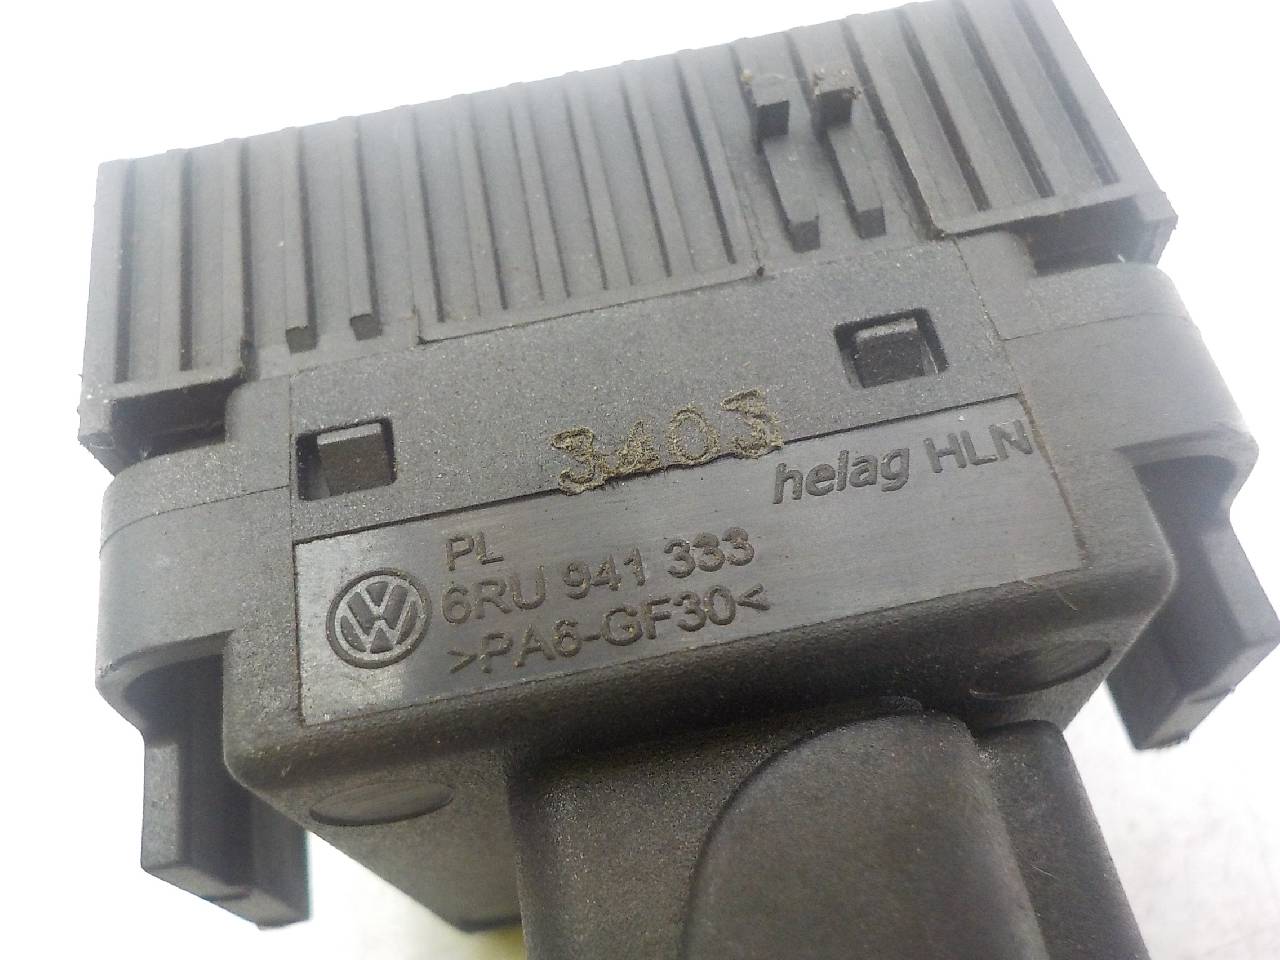 3403
helag HLN
PL
6RU 941 333
>PA6-GF30<